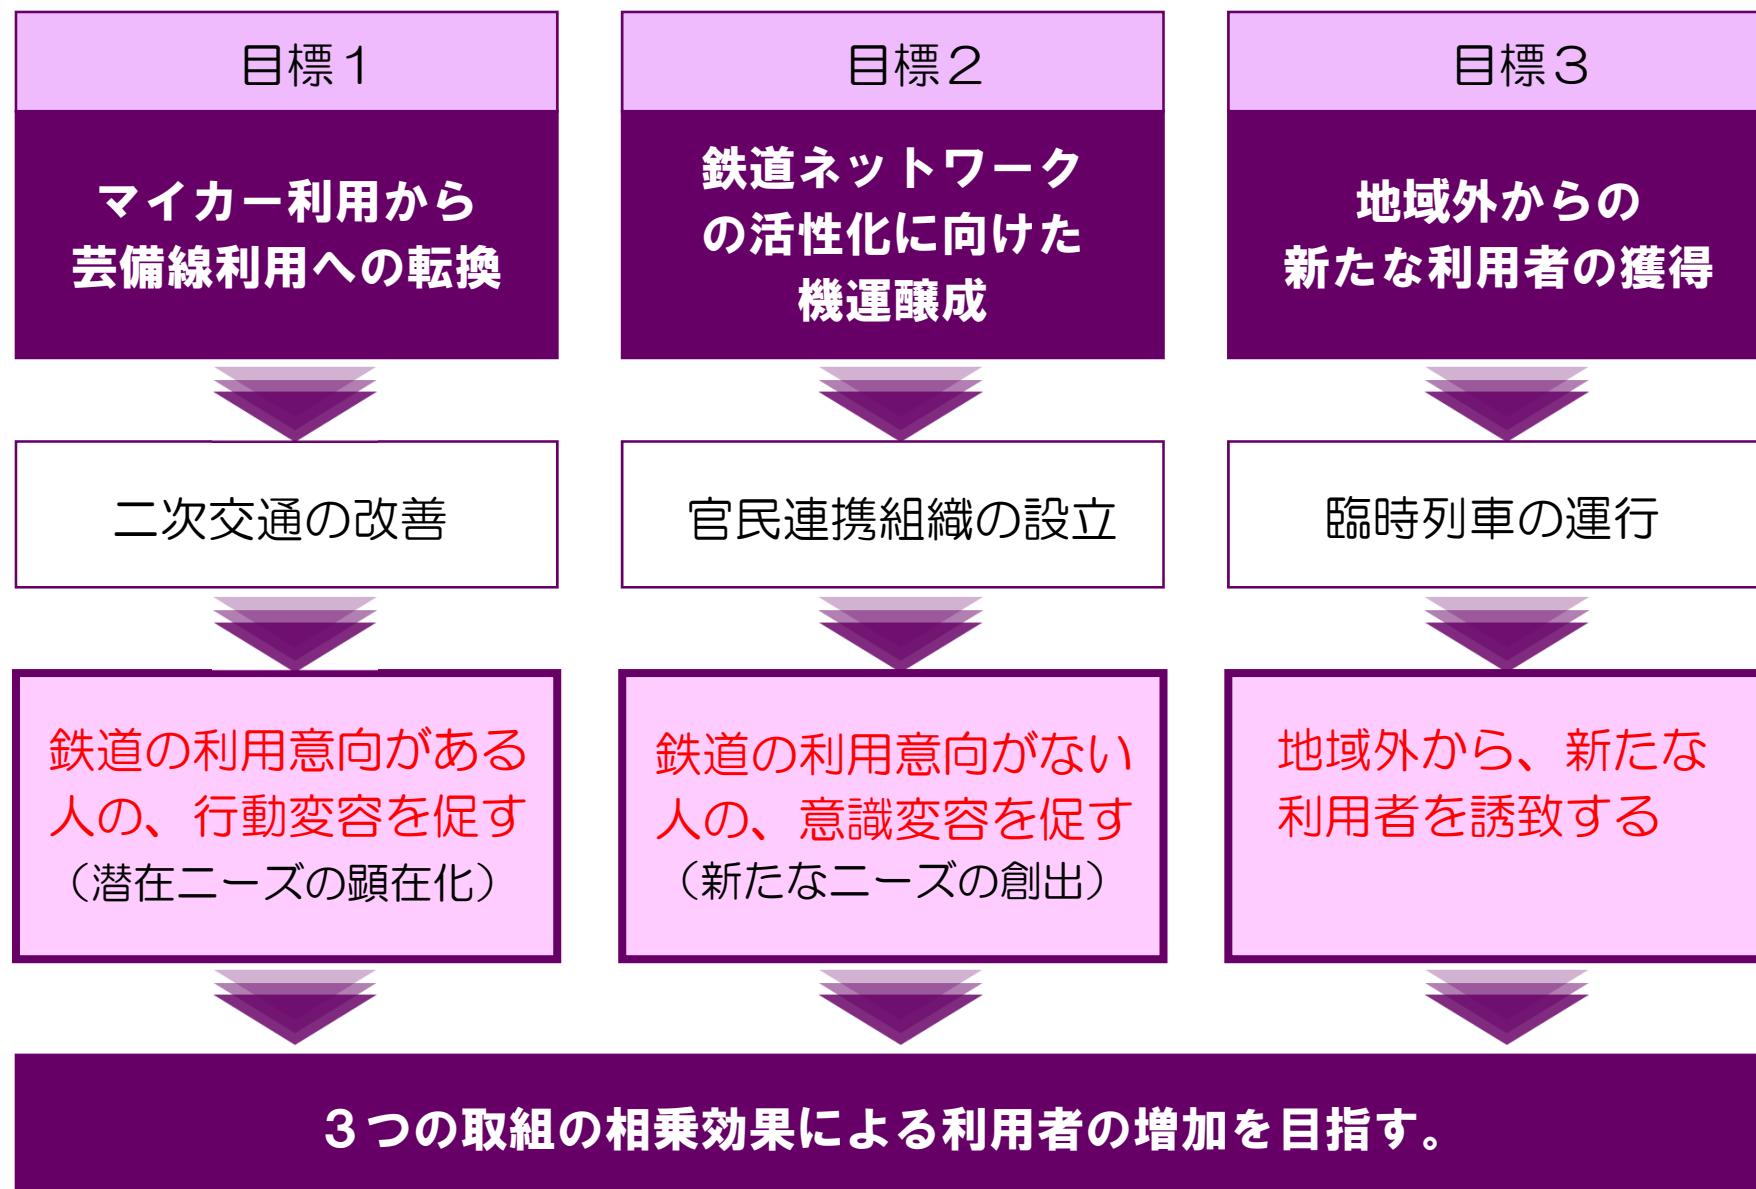 目標１
マイカー利用から
芸備線利用への転換
二次交通の改善
鉄道の利用意向がある
人の、行動変容を促す
（潜在ニーズの顕在化）
目標２
鉄道ネットワーク
の活性化に向けた
機運醸成
官民連携組織の設立
鉄道の利用意向がない
人の、意識変容を促す
（新たなニーズの創出）
目標３
地域外からの
新たな利用者の獲得
臨時列車の運行
地域外から、新たな
利用者を誘致する
３つの取組の相乗効果による利用者の増加を目指す。